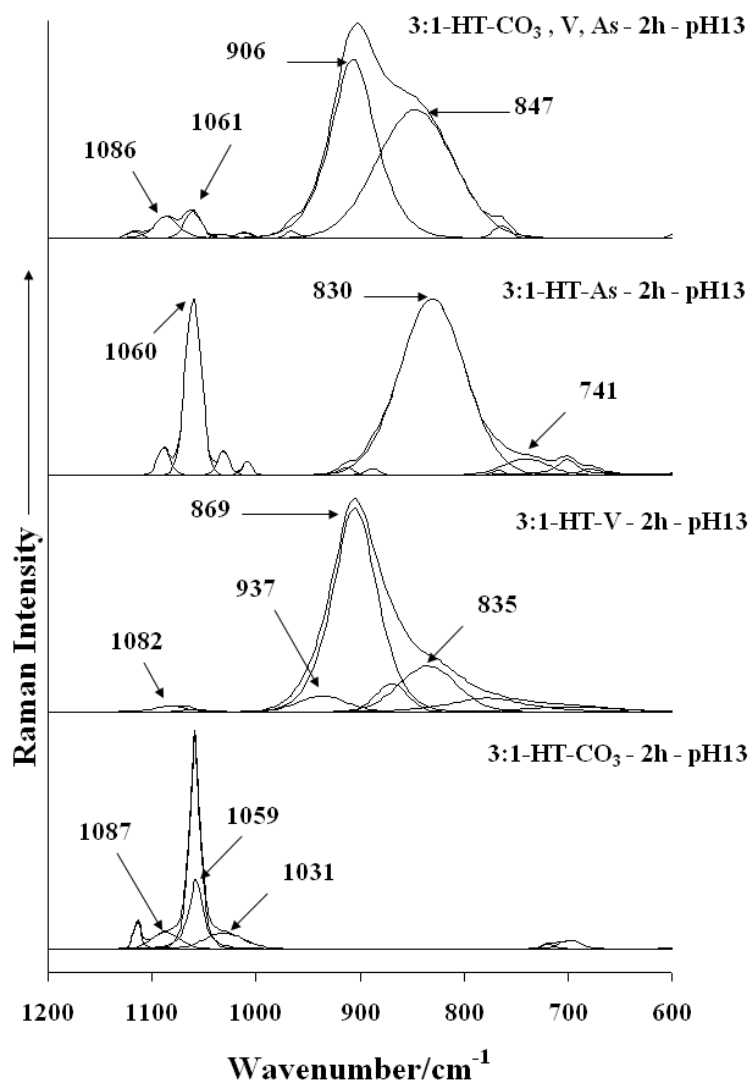 3:1-HT-CO₃ , V, As - 2h - pH13
906
847
1061
1086
3:1-HT-As - 2h - pH13
830
1060
741
3:1-HT-V - 2h - pH13
869
937
835
1082
3:1-HT-CO₃ - 2h - pH13
1059
1087
1031
Raman Intensity
1200 1100 1000 900 800 700 600
Wavenumber/cm⁻¹